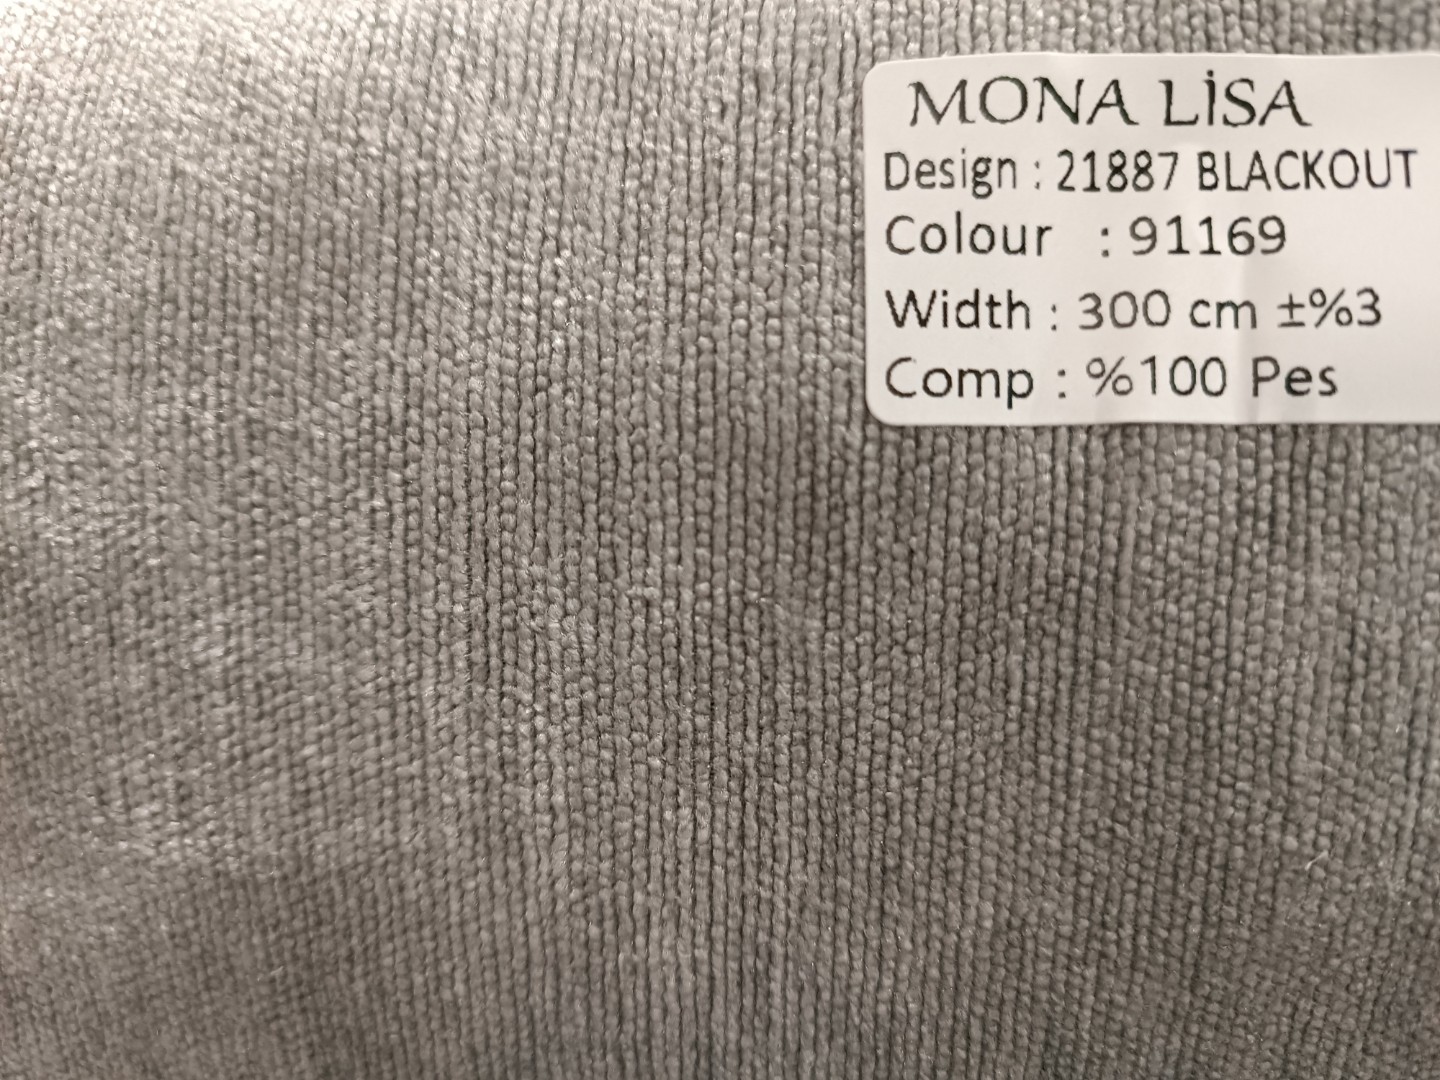 MONA LİSA
Design : 21887 BLACKOUT
Colour : 91169
Width : 300 cm ±%3
Comp : %100 Pes